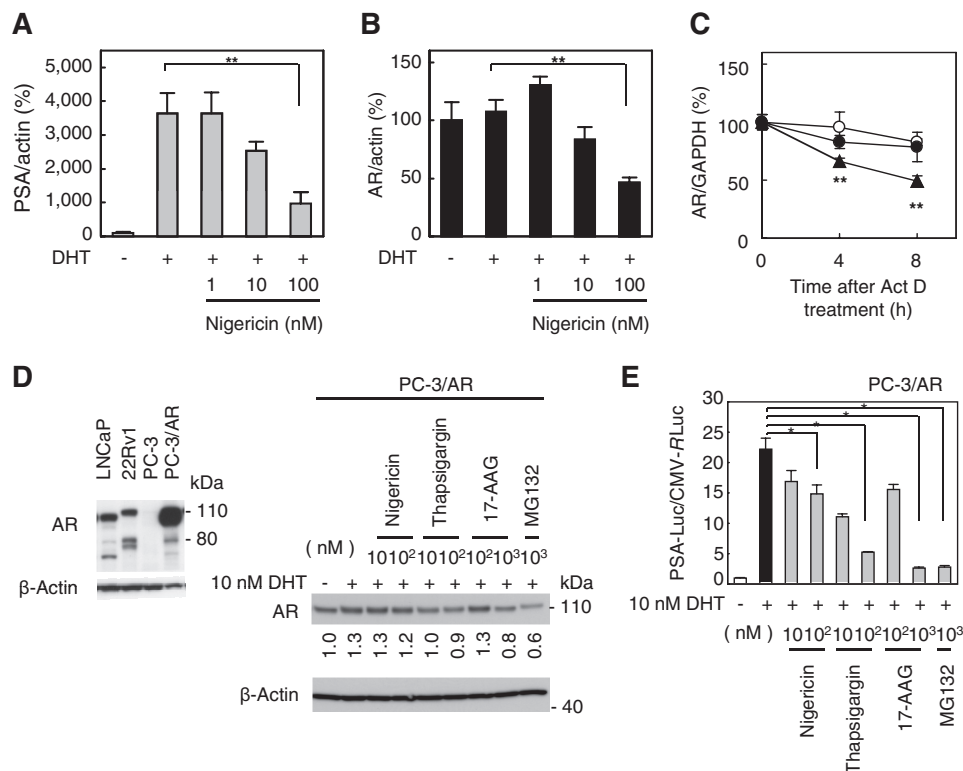 A
PSA/actin (%)
5,000
4,000
3,000
2,000
1,000
0
**
DHT - + + + +
1 10 100
Nigericin (nM)
B
AR/actin (%)
150
100
50
0
**
DHT - + + + +
1 10 100
Nigericin (nM)
C
AR/GAPDH (%)
150
100
50
0
**
**
0 4 8
Time after Act D
treatment (h)
D
LNCaP
22Rv1
PC-3
PC-3/AR
kDa
AR
- 110
- 80
β-Actin
PC-3/AR
Nigericin
Thapsigargin
17-AAG
MG132
( nM ) 10 10² 10 10² 10² 10³ 10³
10 nM DHT - + + + + + + + + kDa
AR - 110
1.0 1.3 1.3 1.2 1.0 0.9 1.3 0.8 0.6
β-Actin
- 40
E
PC-3/AR
PSA-Luc/CMV-RLuc
30
25
20
15
10
5
0
*
*
*
*
10 nM DHT - + + + + + + + +
( nM ) 10 10² 10 10² 10² 10³ 10³
Nigericin
Thapsigargin
17-AAG
MG132